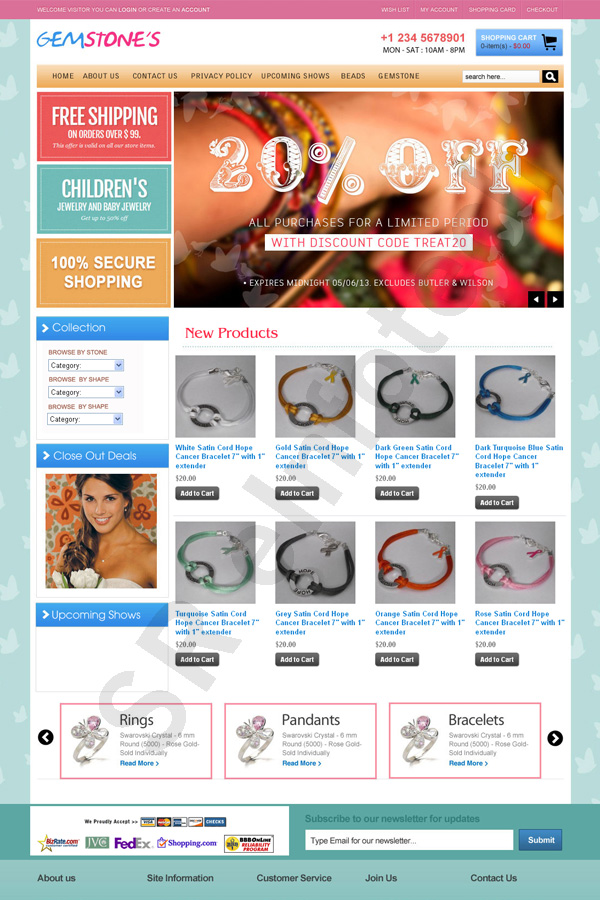 WELCOME VISITOR YOU CAN LOGIN OR CREATE AN ACCOUNT
WISH LIST
MY ACCOUNT
SHOPPING CARD
CHECKOUT
GEMSTONE'S
+1 234 5678901
MON - SAT : 10AM - 8PM
SHOPPING CART
0-item(s) - $0.00
HOME
ABOUT US
CONTACT US
PRIVACY POLICY
UPCOMING SHOWS
BEADS
GEMSTONE
search here...
FREE SHIPPING
ON ORDERS OVER $ 99.
This offer is valid on all our store items.
CHILDREN'S
JEWELRY AND BABY JEWELRY
Get up to 50% off
100% SECURE
SHOPPING
20% OFF
ALL PURCHASES FOR A LIMITED PERIOD
WITH DISCOUNT CODE TREAT20
• EXPIRES MIDNIGHT 05/06/13. EXCLUDES BUTLER & WILSON
Collection
BROWSE BY STONE
Category:
BROWSE BY SHAPE
Category:
BROWSE BY SHAPE
Category:
Close Out Deals
Upcoming Shows
New Products
White Satin Cord Hope
Cancer Bracelet 7" with 1"
extender
$20.00
Add to Cart
Gold Satin Cord Hope
Cancer Bracelet 7" with 1"
extender
$20.00
Add to Cart
Dark Green Satin Cord
Hope Cancer Bracelet 7"
with 1" extender
$20.00
Add to Cart
Dark Turquoise Blue Satin
Cord Hope Cancer
Bracelet 7" with 1"
extender
$20.00
Add to Cart
Turquoise Satin Cord
Hope Cancer Bracelet 7"
with 1" extender
$20.00
Add to Cart
Grey Satin Cord Hope
Cancer Bracelet 7" with 1"
extender
$20.00
Add to Cart
Orange Satin Cord Hope
Cancer Bracelet 7" with 1"
extender
$20.00
Add to Cart
Rose Satin Cord Hope
Cancer Bracelet 7" with 1"
extender
$20.00
Add to Cart
Rings
Swarovski Crystal - 6 mm
Round (5000) - Rose Gold-
Sold Individually
Read More >
Pandants
Swarovski Crystal - 6 mm
Round (5000) - Rose Gold-
Sold Individually
Read More >
Bracelets
Swarovski Crystal - 6 mm
Round (5000) - Rose Gold-
Sold Individually
Read More >
We Proudly Accept >>
VISA
CHECKS
BizRate.com
JVC
FedEx
Shopping.com
BBBOnLine
RELIABILITY
PROGRAM
Subscribe to our newsletter for updates
Type Email for our newsletter...
Submit
About us
Site Information
Customer Service
Join Us
Contact Us